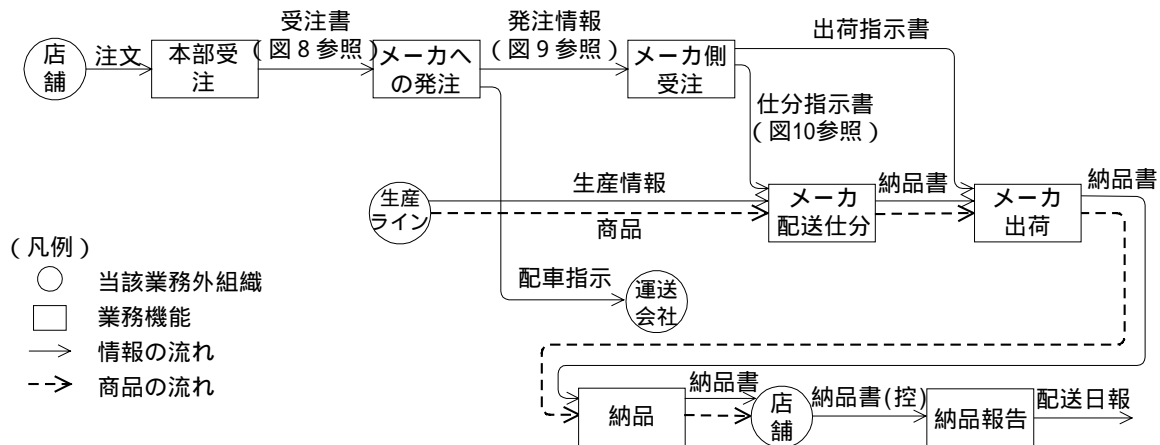 店
舗
注文
本部受
注
受注書
(図8参照)
メーカへ
の発注
発注情報
(図9参照)
メーカ側
受注
出荷指示書
仕分指示書
(図10参照)
生産
ライン
生産情報
商品
メーカ
配送仕分
納品書
メーカ
出荷
納品書
配車指示
運送
会社
(凡例)
当該業務外組織
業務機能
情報の流れ
商品の流れ
納品
納品書
店
舗
納品書(控)
納品報告
配送日報